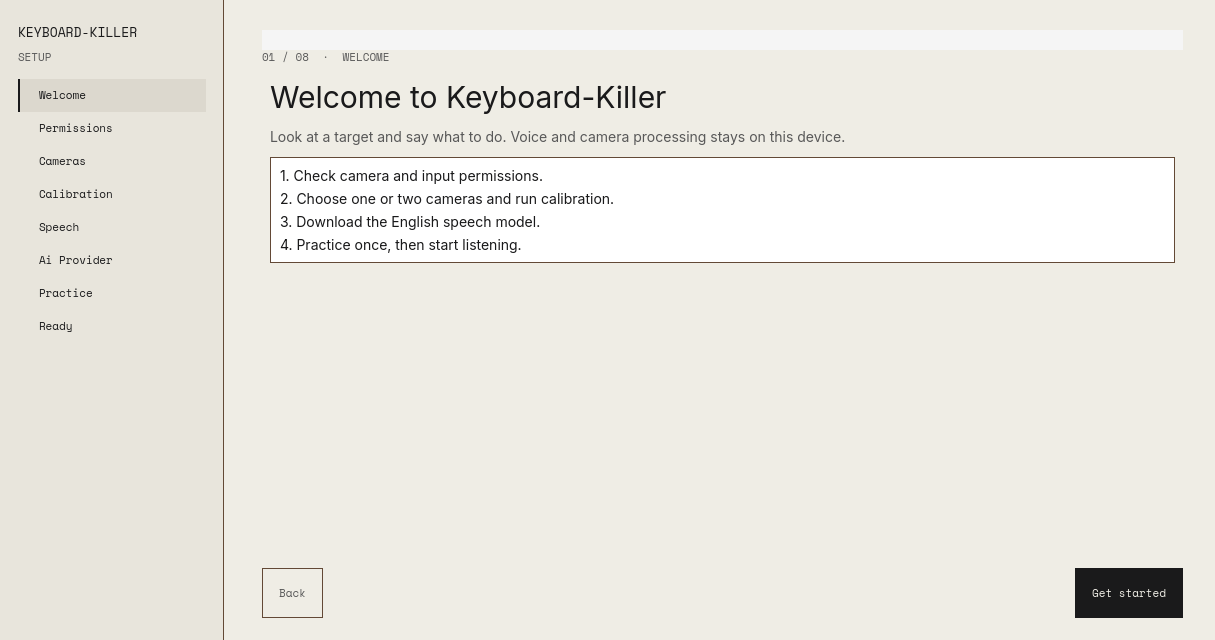 KEYBOARD-KILLER
SETUP
Welcome
Permissions
Cameras
Calibration
Speech
Ai Provider
Practice
Ready
01 / 08 · WELCOME
Welcome to Keyboard-Killer
Look at a target and say what to do. Voice and camera processing stays on this device.
1. Check camera and input permissions.
2. Choose one or two cameras and run calibration.
3. Download the English speech model.
4. Practice once, then start listening.
Back
Get started